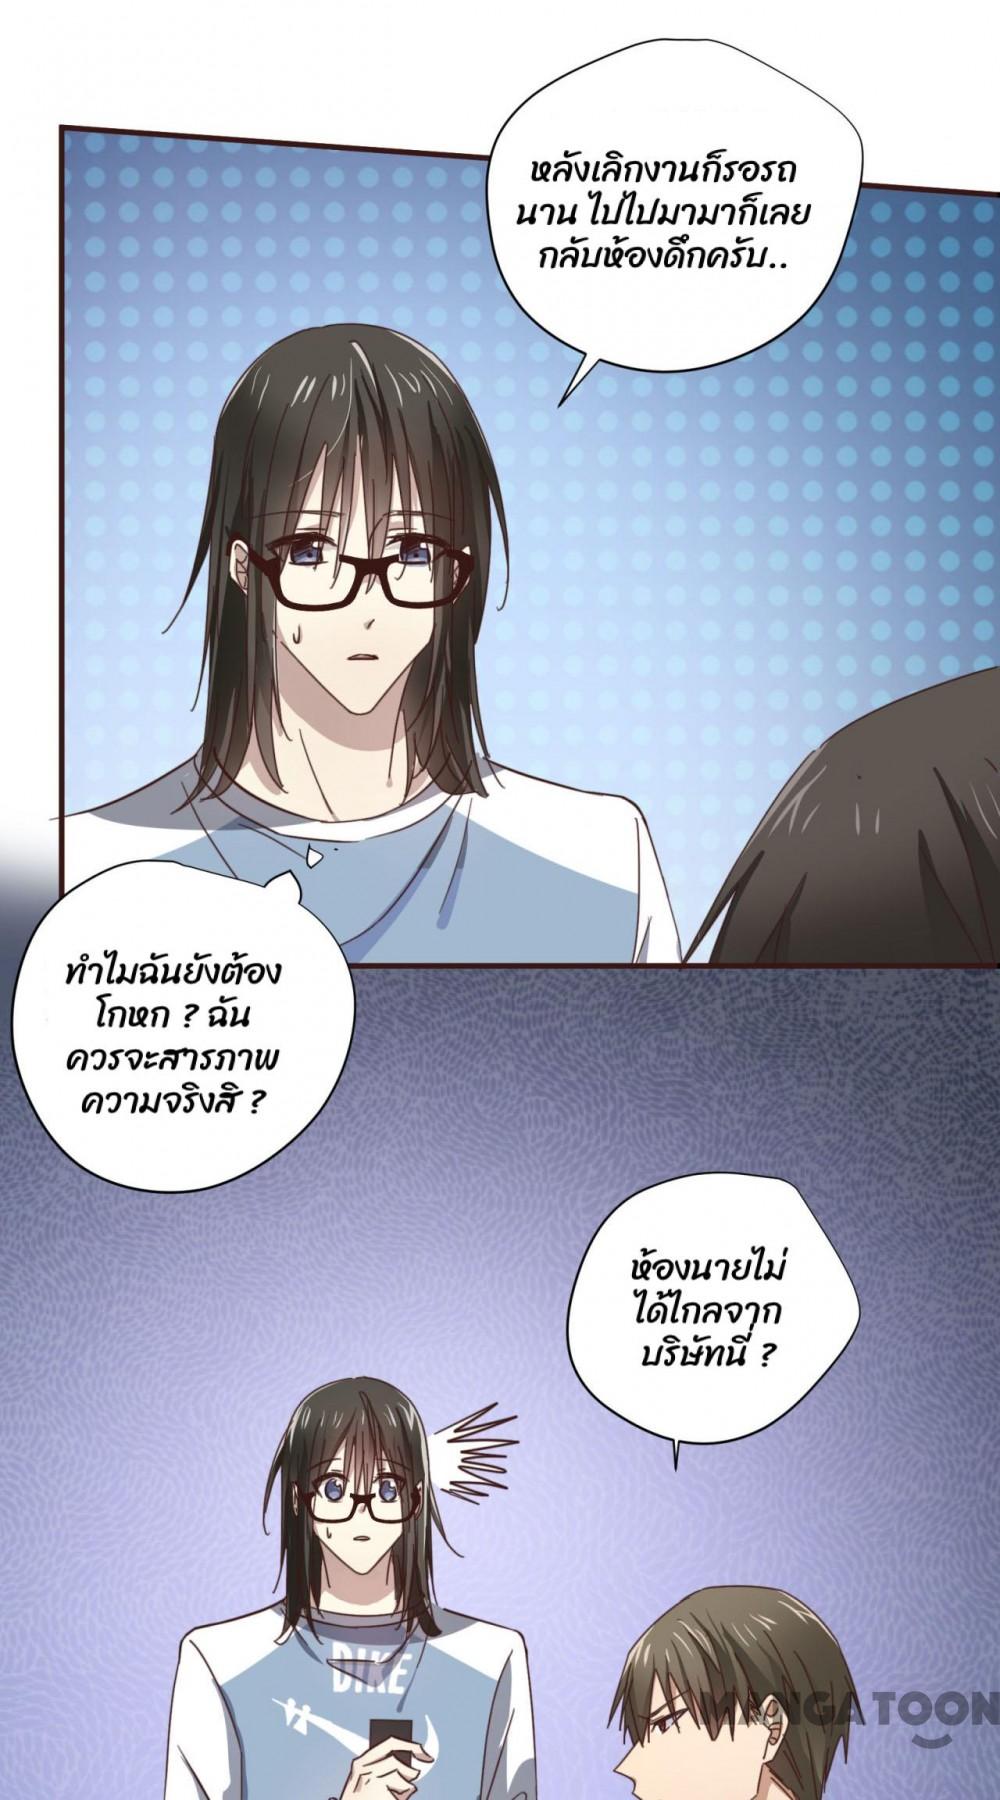 หลังเลิกงานก็รอรถ
นาน ไปไปมามาก็เลย
กลับห้องดึกครับ..
ทำไมฉันยังต้อง
โกหก ? ฉัน
ควรจะสารภาพ
ความจริงสิ ?
ห้องนายไม่
ได้ไกลจาก
บริษัทนี่ ?
DIKE
MANGATOON